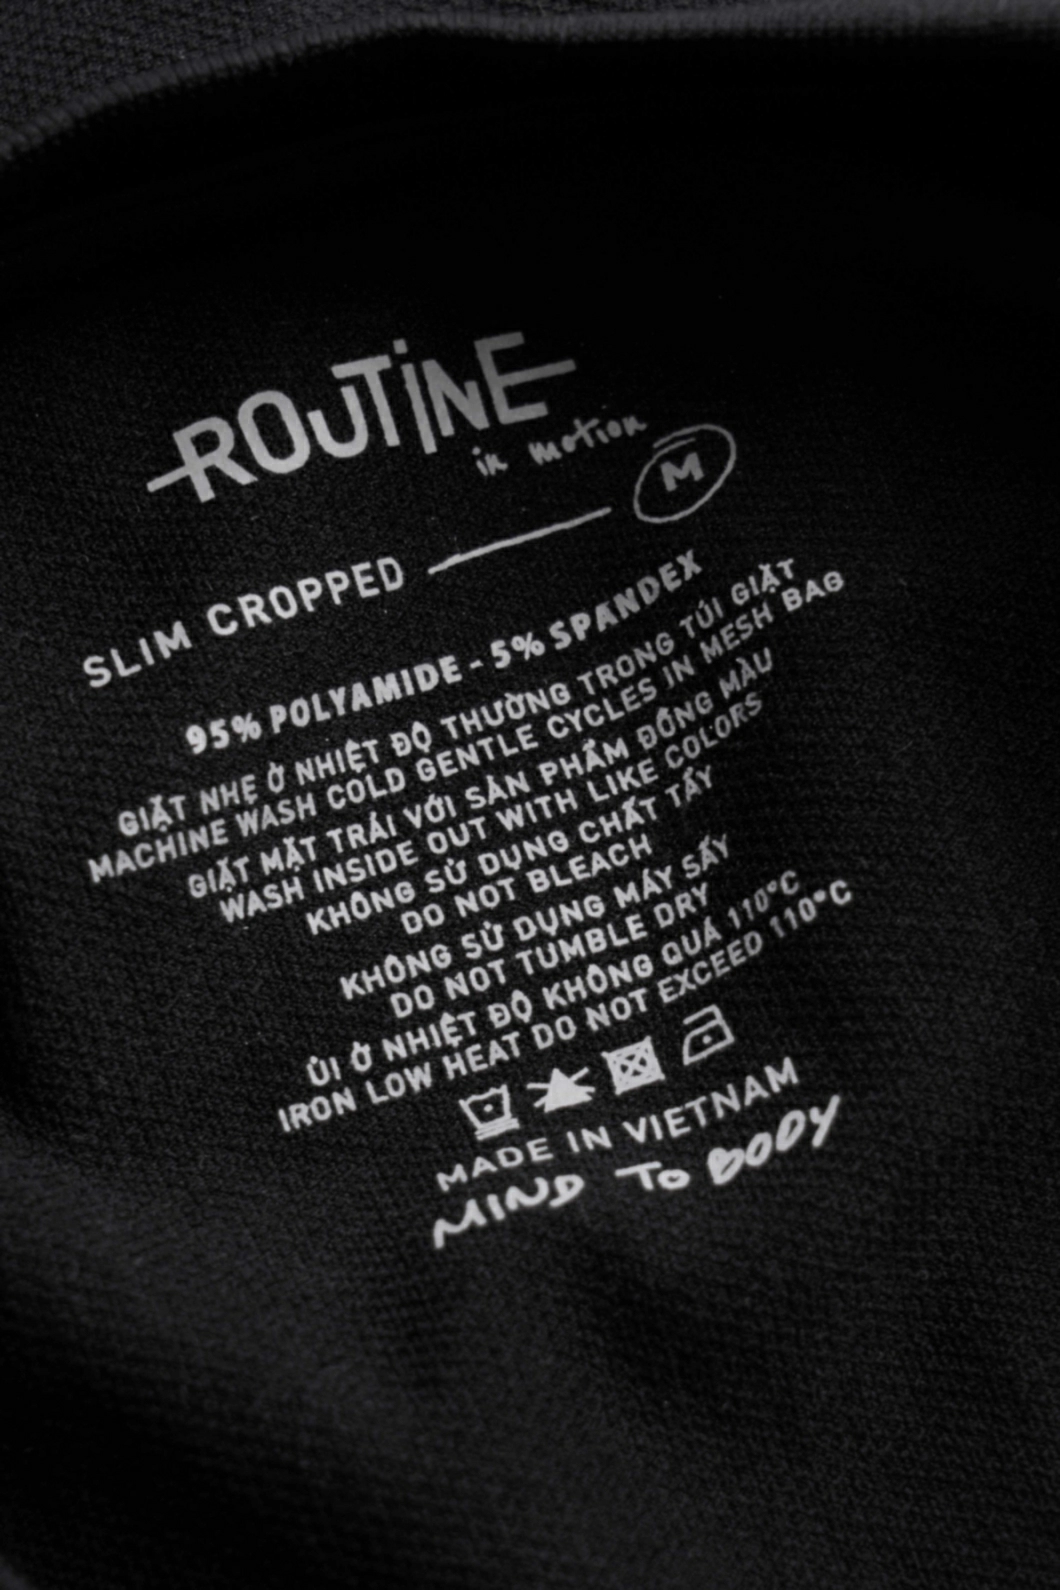 ROUTINE
in motion
SLIM CROPPED M
95% POLYAMIDE - 5% SPANDEX
GIẶT NHẸ Ở NHIỆT ĐỘ THƯỜNG TRONG TÚI GIẶT
MACHINE WASH COLD GENTLE CYCLES IN MESH BAG
GIẶT MẶT TRÁI VỚI SẢN PHẨM ĐỒNG MÀU
WASH INSIDE OUT WITH LIKE COLORS
KHÔNG SỬ DỤNG CHẤT TẨY
DO NOT BLEACH
KHÔNG SỬ DỤNG MÁY SẤY
DO NOT TUMBLE DRY
ỦI Ở NHIỆT ĐỘ KHÔNG QUÁ 110°C
IRON LOW HEAT DO NOT EXCEED 110°C
MADE IN VIETNAM
MIND TO BODY